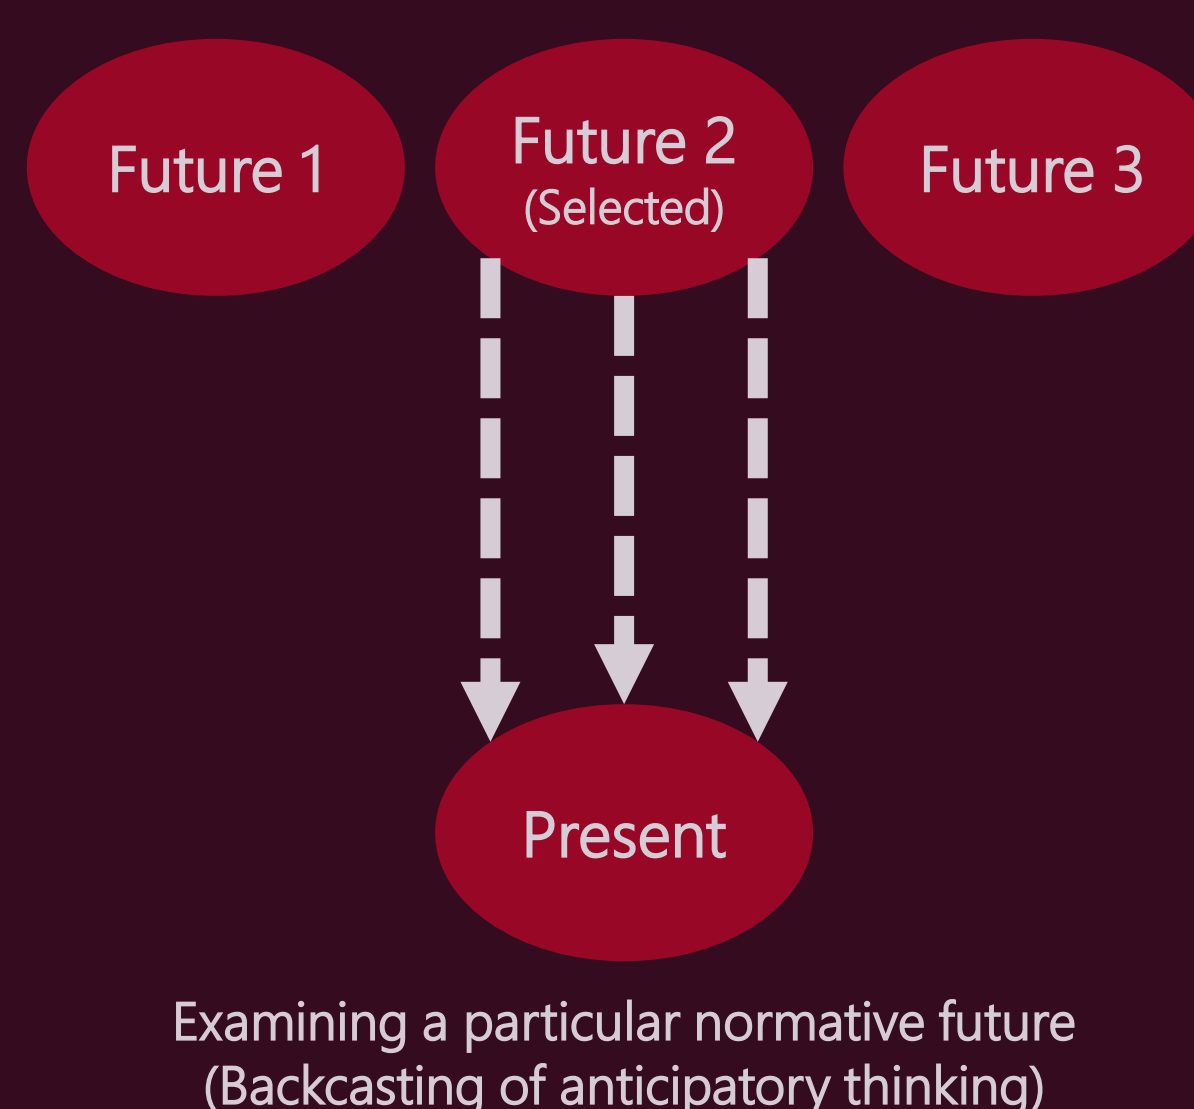 Future 1
Future 2
(Selected)
Future 3
Present
Examining a particular normative future
(Backcasting of anticipatory thinking)